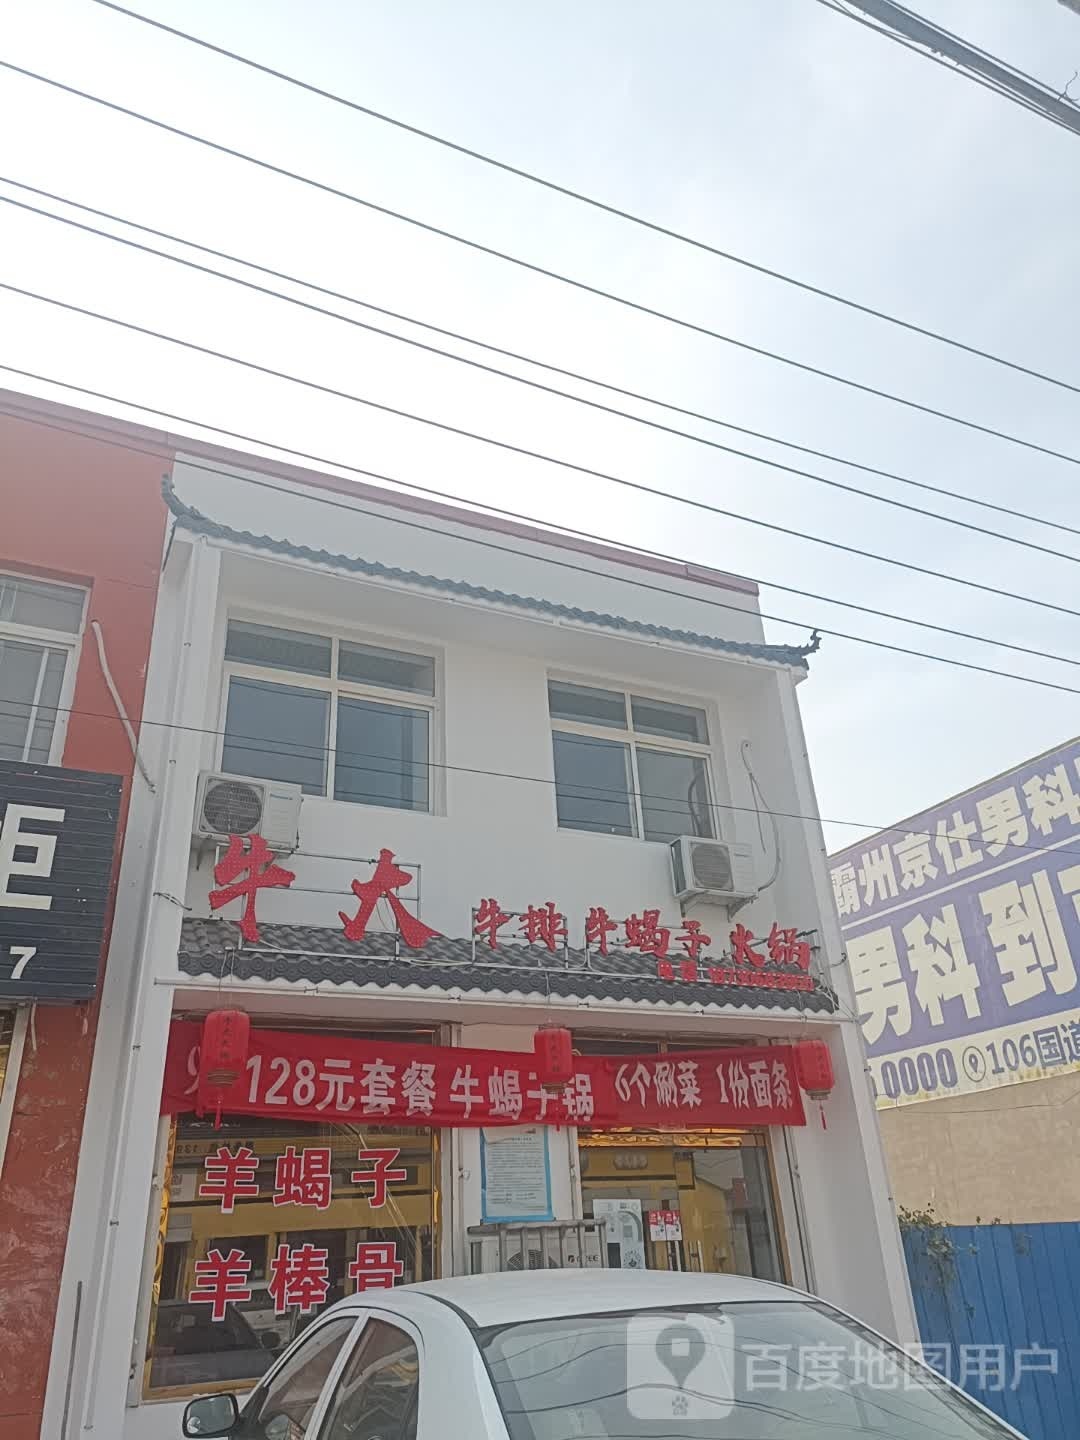 牛大 牛排 牛蝎子 火锅
128元套餐 牛蝎子锅 6个涮菜 1份面条
羊蝎子
羊棒骨
柜
7
霸州京仕男科
男科 到
0000 106国道
百度地图用户